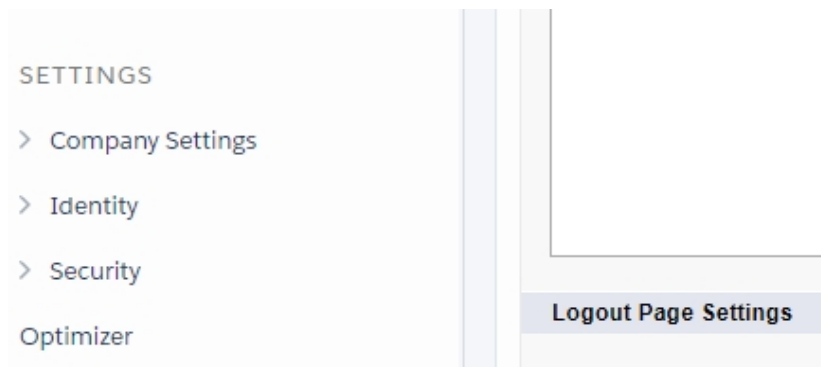 SETTINGS
Company Settings
Identity
Security
Optimizer
Logout Page Settings